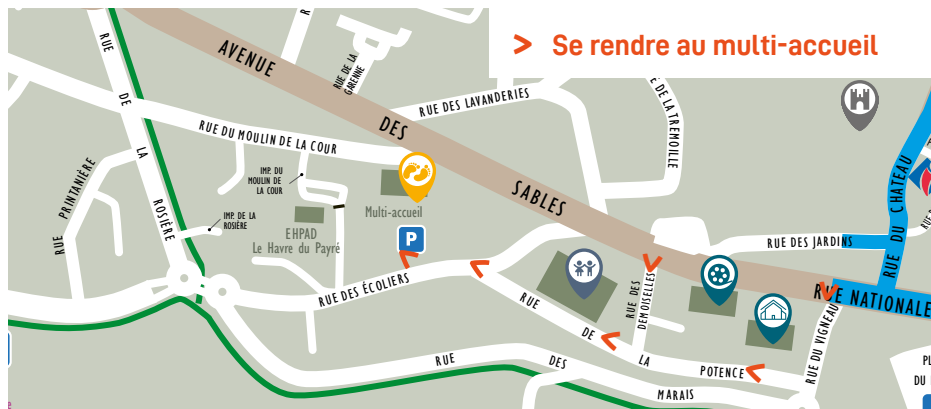 > Se rendre au multi-accueil
AVENUE DES SABLES
RUE DE LA ROSIÈRE
RUE DE LA
GARENNE
RUE DES LAVANDERIES
E DE LA TREMOILLE
RUE DU MOULIN DE LA COUR
IMP. DU
MOULIN DE
LA COUR
RUE PRINTANIÈRE
IMP. DE LA
ROSIÈRE
EHPAD
Le Havre du Payré
Multi-accueil
P
RUE DES ÉCOLIERS
RUE DES
DEMOISELLES
RUE DES JARDINS
RUE DU CHATEAU
RUE NATIONALE
RUE DU VIGNEAU
RUE DE LA POTENCE
RUE DES MARAIS
PL
DU